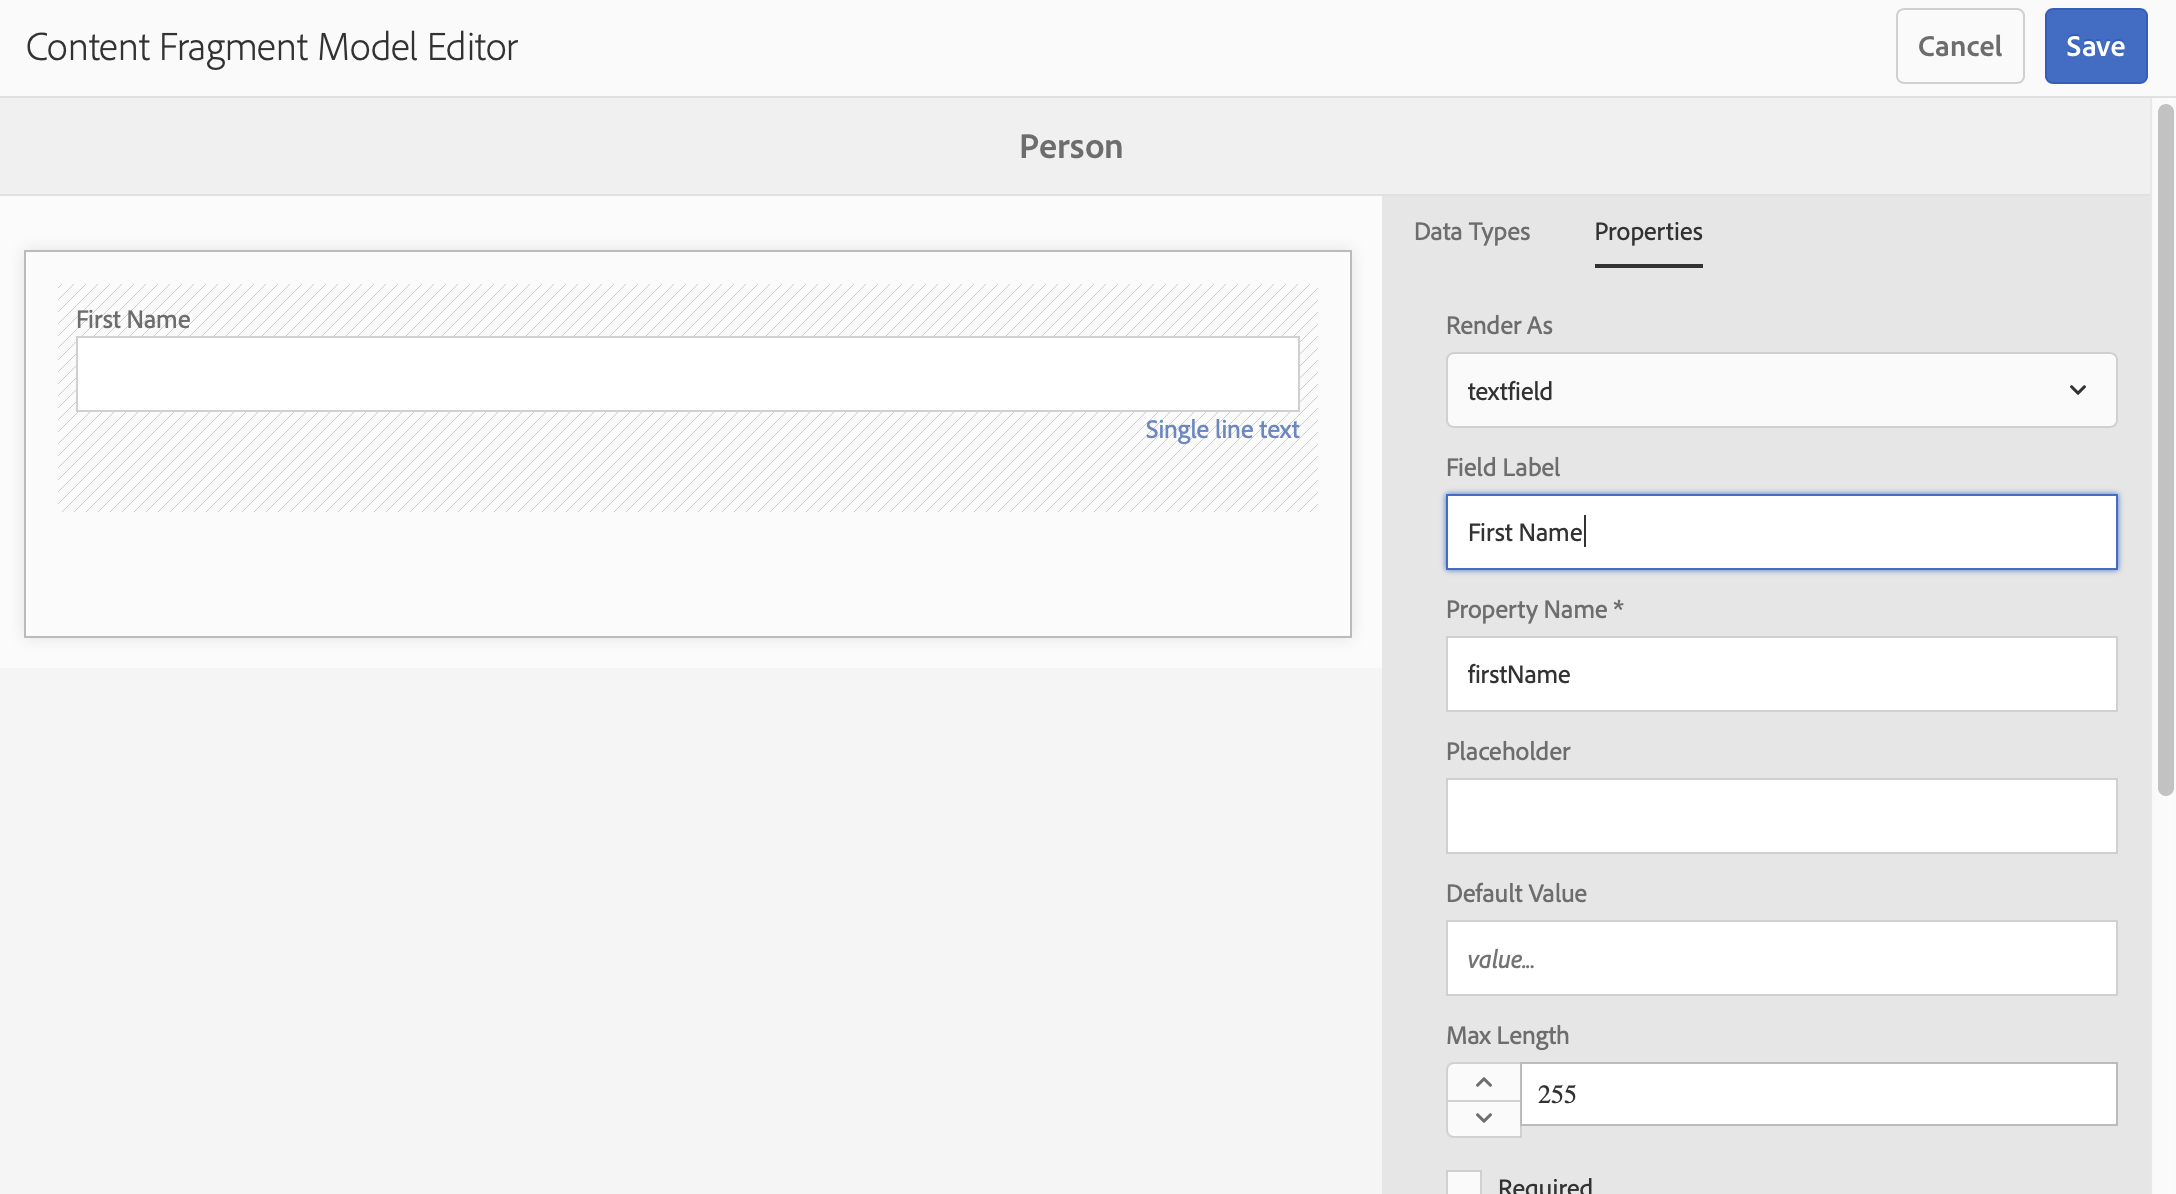 Content Fragment Model Editor
Cancel
Save
Person
First Name
Single line text
Data Types
Properties
Render As
textfield
Field Label
First Name
Property Name *
firstName
Placeholder
Default Value
value...
Max Length
255
Required